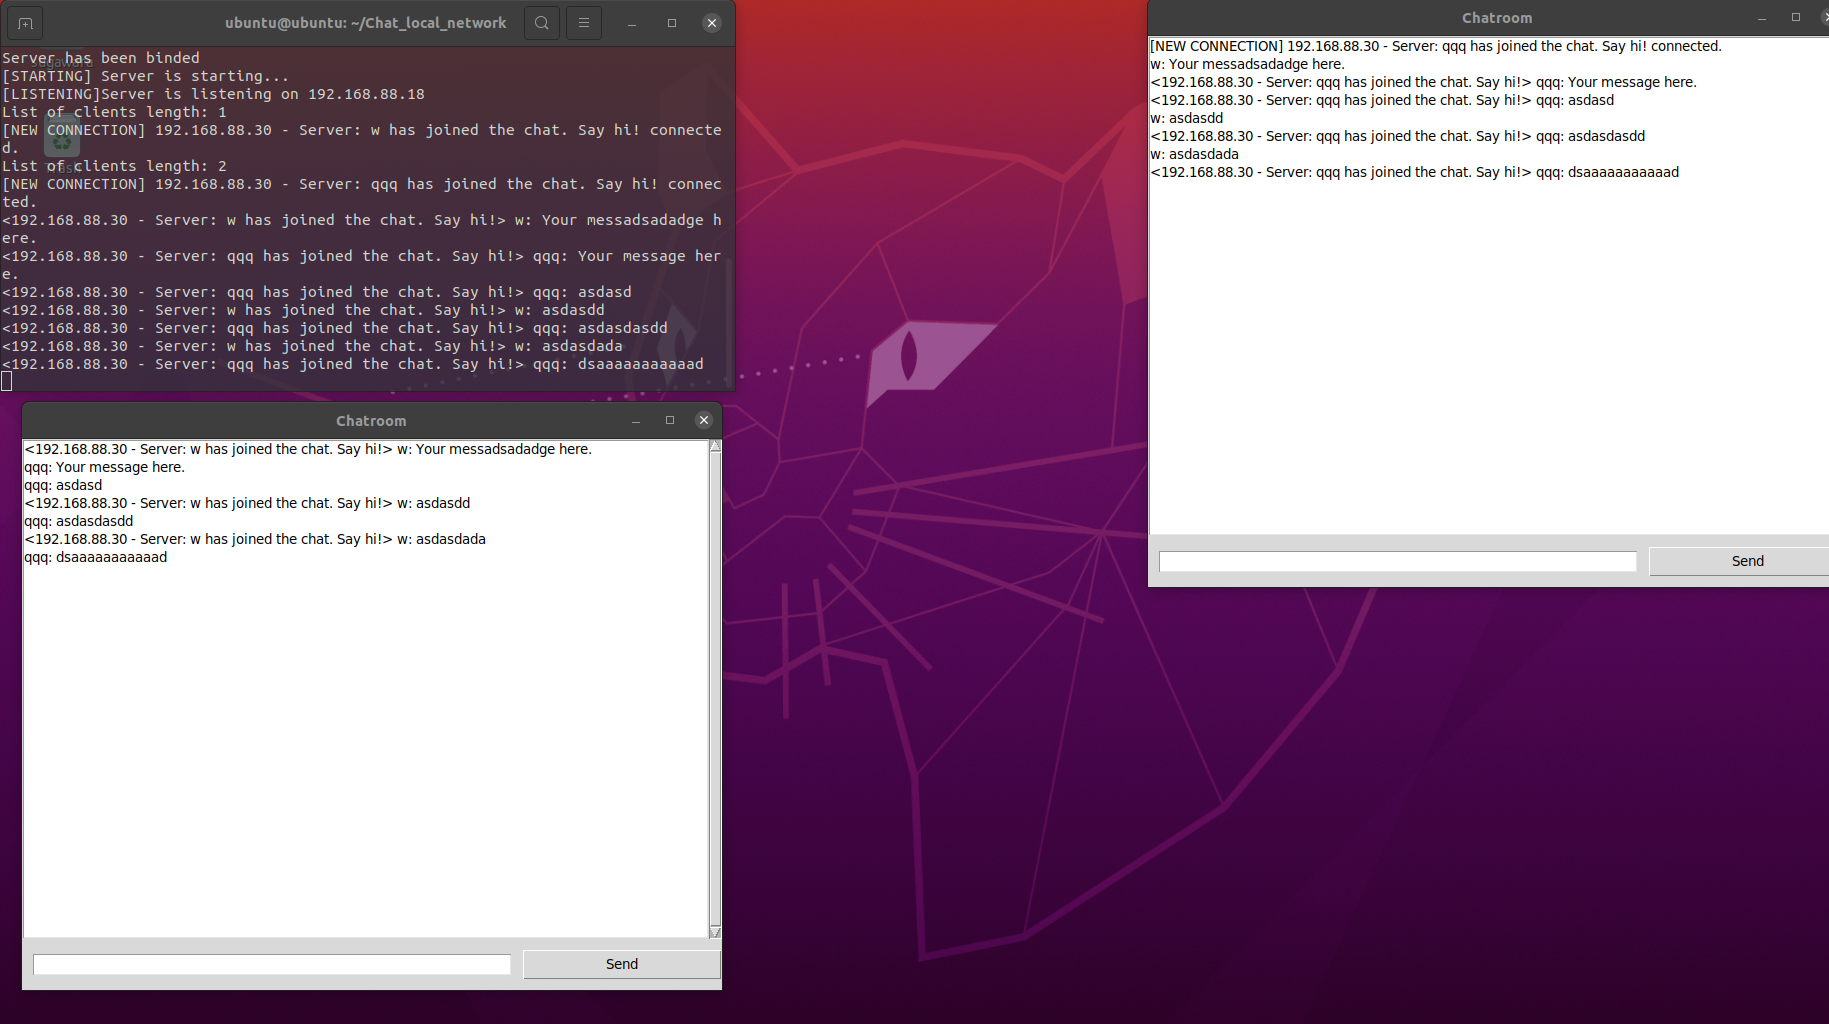 ubuntu@ubuntu: ~/Chat_local_network
Server has been binded
[STARTING] Server is starting...
[LISTENING]Server is listening on 192.168.88.18
List of clients length: 1
[NEW CONNECTION] 192.168.88.30 - Server: w has joined the chat. Say hi! connecte
d.
List of clients length: 2
[NEW CONNECTION] 192.168.88.30 - Server: qqq has joined the chat. Say hi! connec
ted.
<192.168.88.30 - Server: w has joined the chat. Say hi!> w: Your messadsadadge h
ere.
<192.168.88.30 - Server: qqq has joined the chat. Say hi!> qqq: Your message her
e.
<192.168.88.30 - Server: qqq has joined the chat. Say hi!> qqq: asdasd
<192.168.88.30 - Server: w has joined the chat. Say hi!> w: asdasdd
<192.168.88.30 - Server: qqq has joined the chat. Say hi!> qqq: asdasdasdd
<192.168.88.30 - Server: w has joined the chat. Say hi!> w: asdasdada
<192.168.88.30 - Server: qqq has joined the chat. Say hi!> qqq: dsaaaaaaaaaaad
Trash
Chatroom
<192.168.88.30 - Server: w has joined the chat. Say hi!> w: Your messadsadadge here.
qqq: Your message here.
qqq: asdasd
<192.168.88.30 - Server: w has joined the chat. Say hi!> w: asdasdd
qqq: asdasdasdd
<192.168.88.30 - Server: w has joined the chat. Say hi!> w: asdasdada
qqq: dsaaaaaaaaaaad
Send
Chatroom
[NEW CONNECTION] 192.168.88.30 - Server: qqq has joined the chat. Say hi! connected.
w: Your messadsadadge here.
<192.168.88.30 - Server: qqq has joined the chat. Say hi!> qqq: Your message here.
<192.168.88.30 - Server: qqq has joined the chat. Say hi!> qqq: asdasd
w: asdasdd
<192.168.88.30 - Server: qqq has joined the chat. Say hi!> qqq: asdasdasdd
w: asdasdada
<192.168.88.30 - Server: qqq has joined the chat. Say hi!> qqq: dsaaaaaaaaaaad
Send